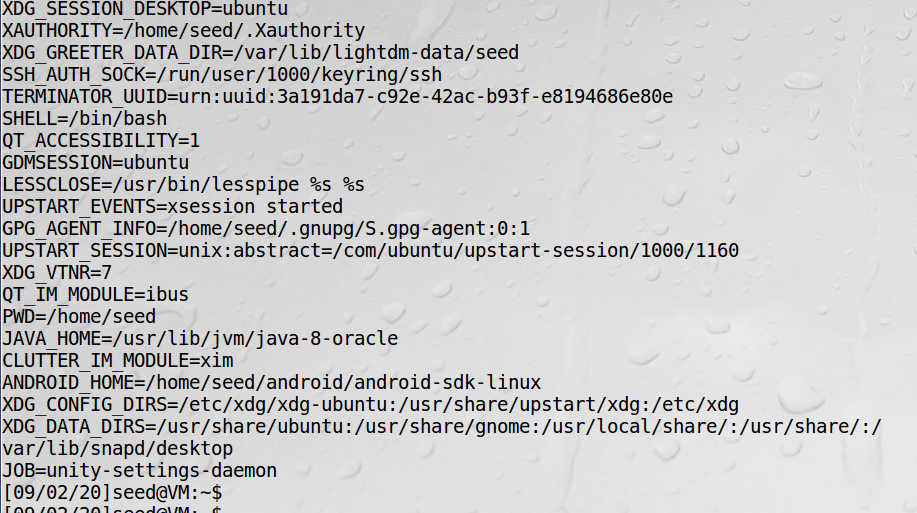 XDG_SESSION_DESKTOP=ubuntu
XAUTHORITY=/home/seed/.Xauthority
XDG_GREETER_DATA_DIR=/var/lib/lightdm-data/seed
SSH_AUTH_SOCK=/run/user/1000/keyring/ssh
TERMINATOR_UUID=urn:uuid:3a191da7-c92e-42ac-b93f-e8194686e80e
SHELL=/bin/bash
QT_ACCESSIBILITY=1
GDMSESSION=ubuntu
LESSCLOSE=/usr/bin/lesspipe %s %s
UPSTART_EVENTS=xsession started
GPG_AGENT_INFO=/home/seed/.gnupg/S.gpg-agent:0:1
UPSTART_SESSION=unix:abstract=/com/ubuntu/upstart-session/1000/1160
XDG_VTNR=7
QT_IM_MODULE=ibus
PWD=/home/seed
JAVA_HOME=/usr/lib/jvm/java-8-oracle
CLUTTER_IM_MODULE=xim
ANDROID_HOME=/home/seed/android/android-sdk-linux
XDG_CONFIG_DIRS=/etc/xdg/xdg-ubuntu:/usr/share/upstart/xdg:/etc/xdg
XDG_DATA_DIRS=/usr/share/ubuntu:/usr/share/gnome:/usr/local/share/:/usr/share/:/
var/lib/snapd/desktop
JOB=unity-settings-daemon
[09/02/20]seed@VM:~$
[09/02/20]seed@VM:~$